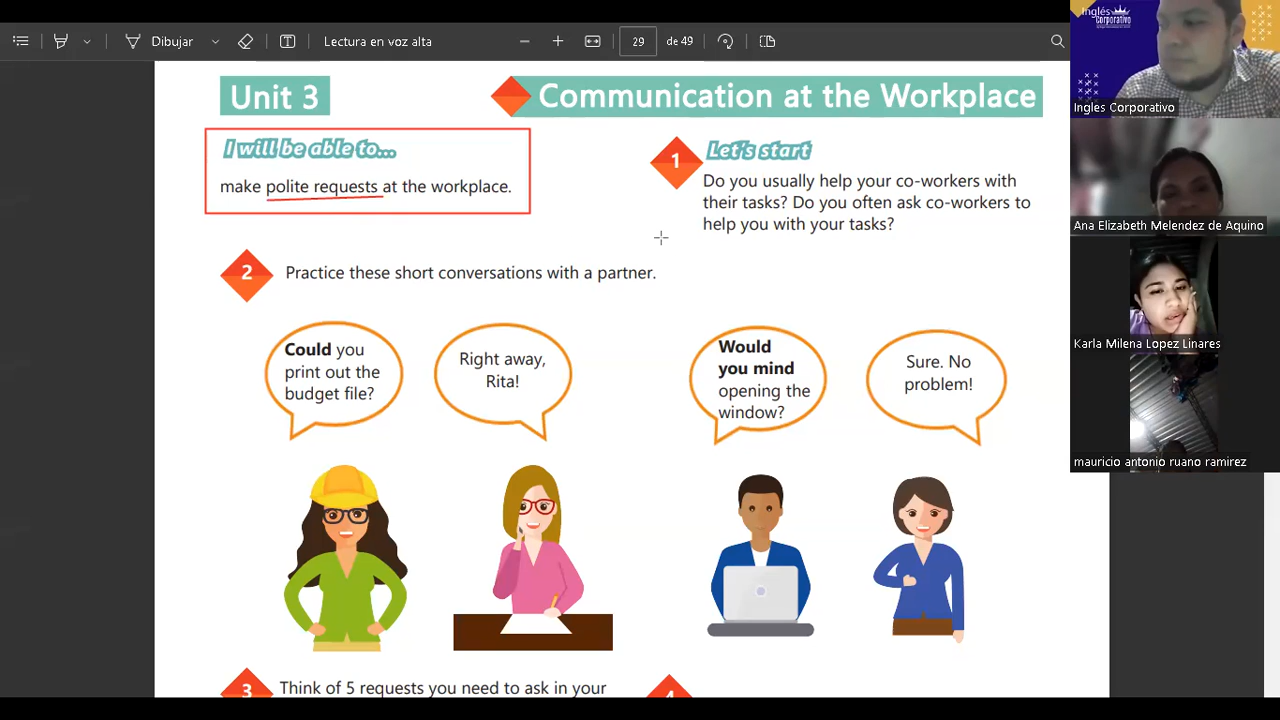 Dibujar
Lectura en voz alta
29
de 49
Unit 3
Communication at the Workplace
I will be able to...
make polite requests at the workplace.
1
Let's start
Do you usually help your co-workers with
their tasks? Do you often ask co-workers to
help you with your tasks?
2
Practice these short conversations with a partner.
Could you
print out the
budget file?
Right away,
Rita!
Would
you mind
opening the
window?
Sure. No
problem!
3
Think of 5 requests you need to ask in your
4
Inglés
Corporativo
Ingles Corporativo
Ana Elizabeth Melendez de Aquino
Karla Milena Lopez Linares
mauricio antonio ruano ramirez